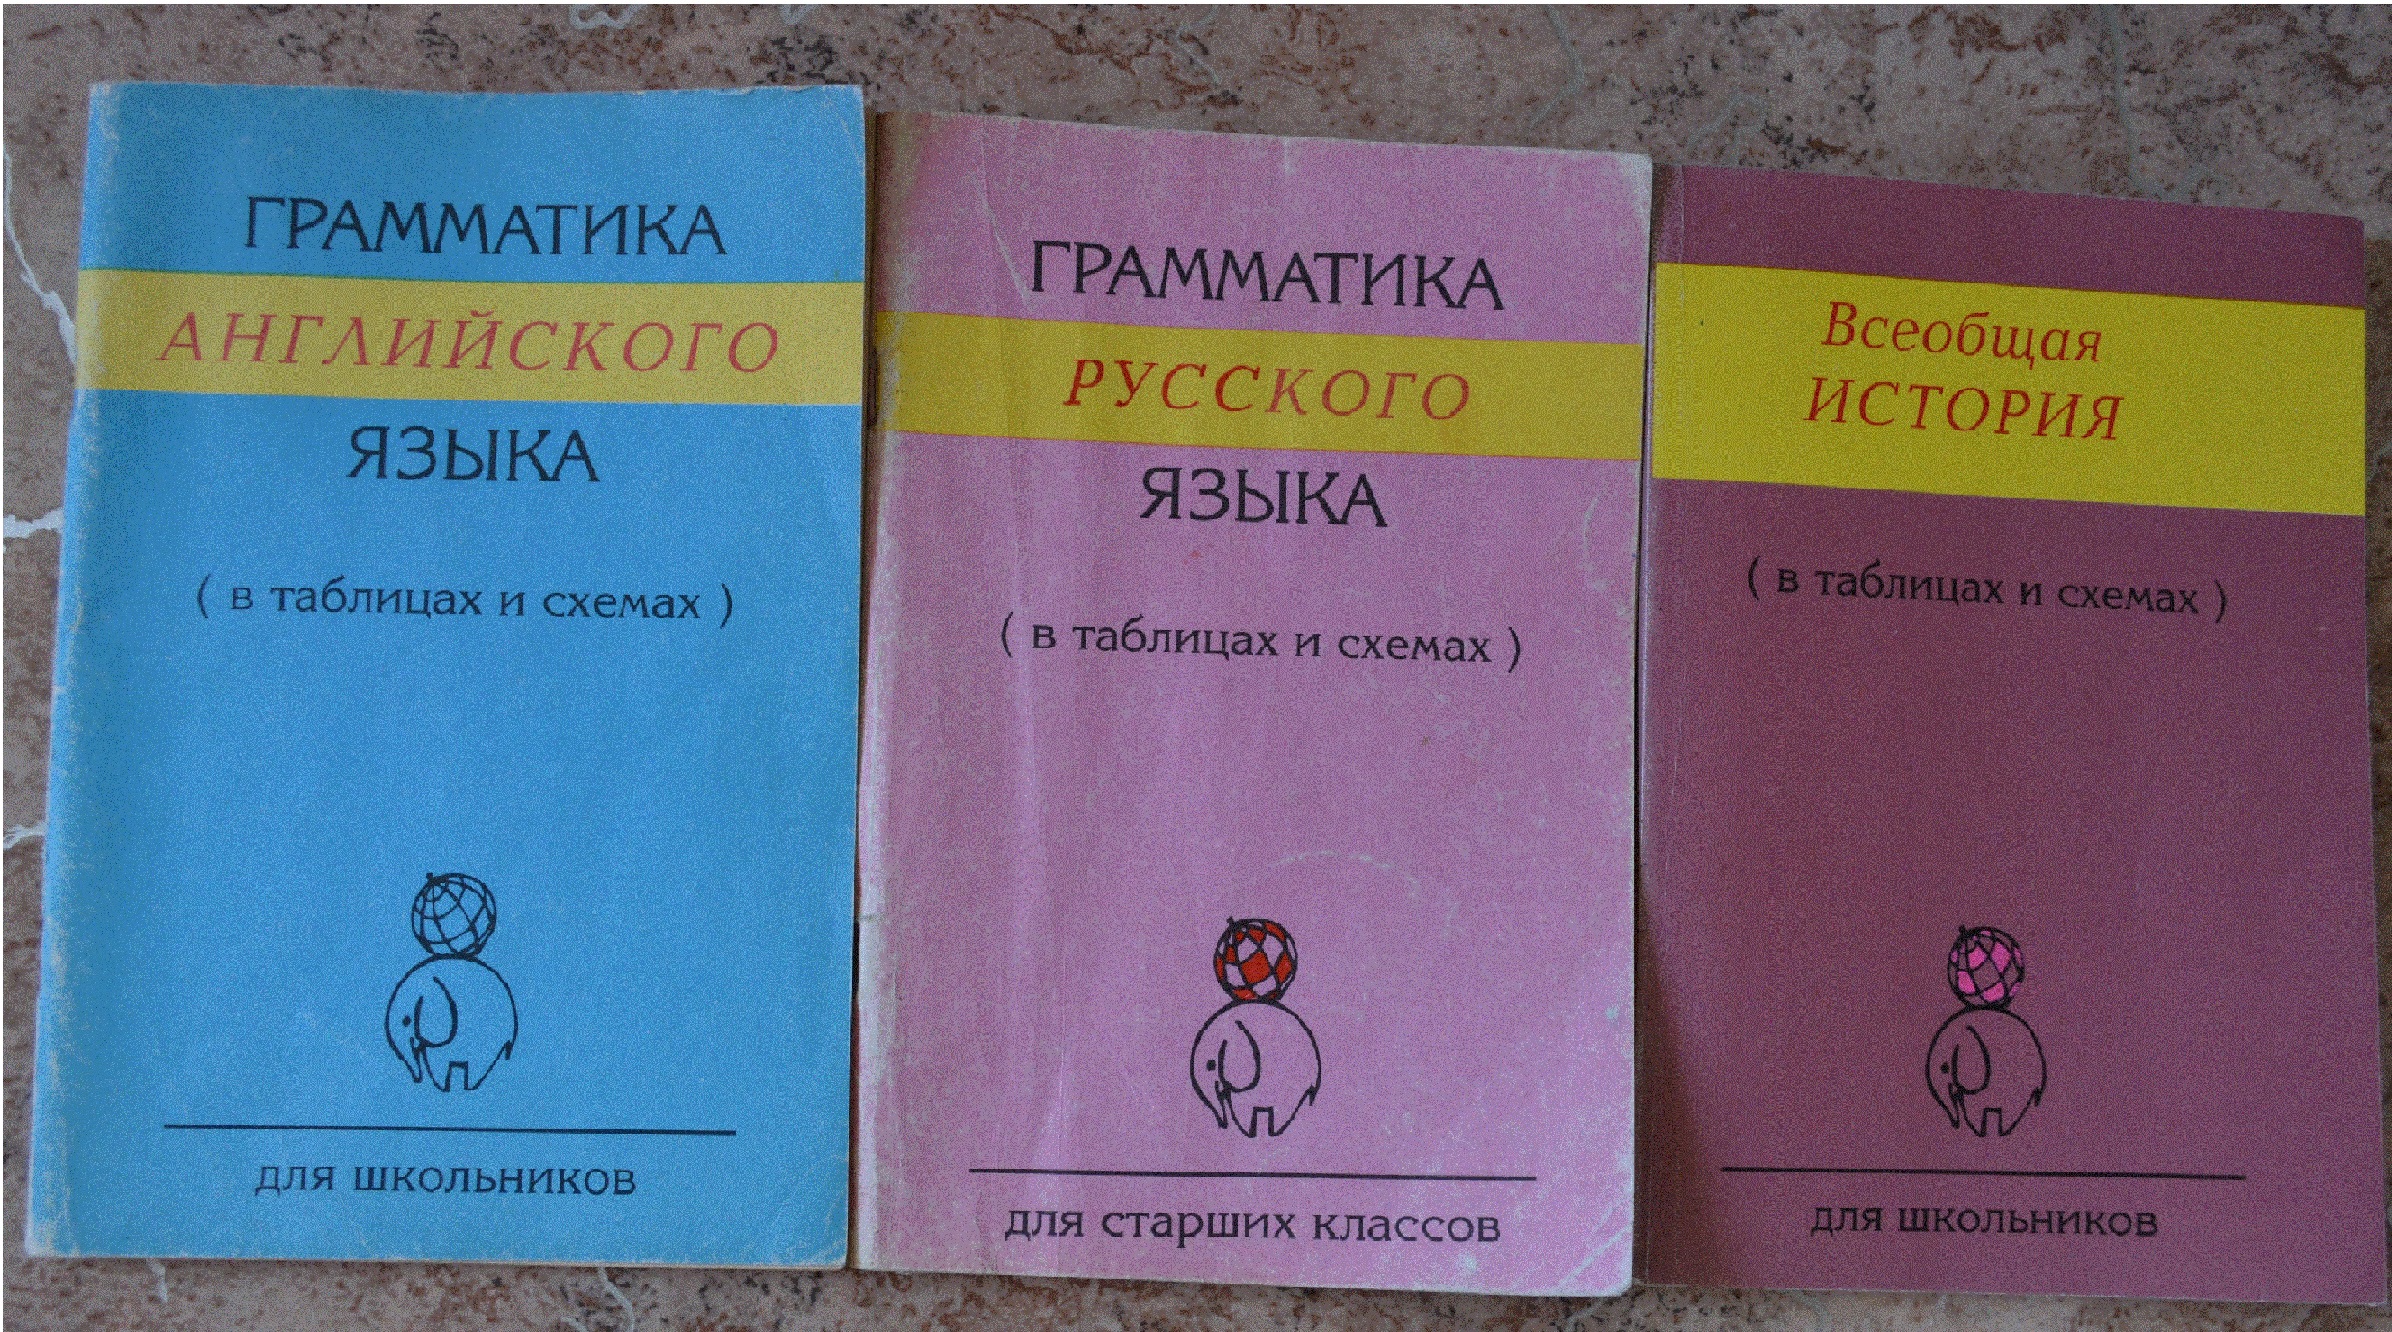 ГРАММАТИКА
АНГЛИЙСКОГО
ЯЗЫКА
( в таблицах и схемах )
для школьников
ГРАММАТИКА
РУССКОГО
ЯЗЫКА
( в таблицах и схемах )
для старших классов
Всеобщая
ИСТОРИЯ
( в таблицах и схемах )
для школьников